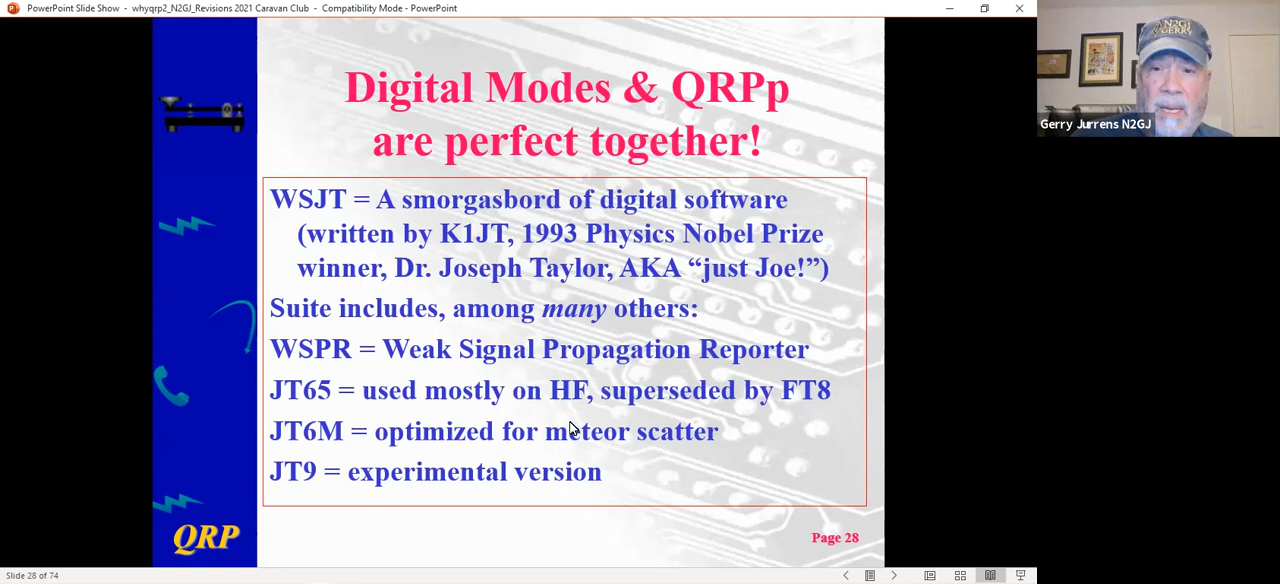 PowerPoint Slide Show - whyqrp2_N2GJ_Revisions 2021 Caravan Club - Compatibility Mode - PowerPoint
Digital Modes & QRPp
are perfect together!
WSJT = A smorgasbord of digital software
(written by K1JT, 1993 Physics Nobel Prize
winner, Dr. Joseph Taylor, AKA “just Joe!”)
Suite includes, among many others:
WSPR = Weak Signal Propagation Reporter
JT65 = used mostly on HF, superseded by FT8
JT6M = optimized for meteor scatter
JT9 = experimental version
QRP
Page 28
Slide 28 of 74
N2GJ
GERRY
Gerry Jurrens N2GJ